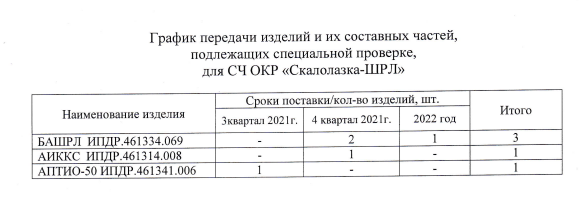 График передачи изделий и их составных частей,
подлежащих специальной проверке,
для СЧ ОКР «Скалолазка-ШРЛ»
Наименование изделия Сроки поставки/кол-во изделий, шт. Итого
3квартал 2021г. 4 квартал 2021г. 2022 год
БАШРЛ ИПДР.461334.069 - 2 1 3
АИККС ИПДР.461314.008 - 1 - 1
АПТИО-50 ИПДР.461341.006 1 - - 1